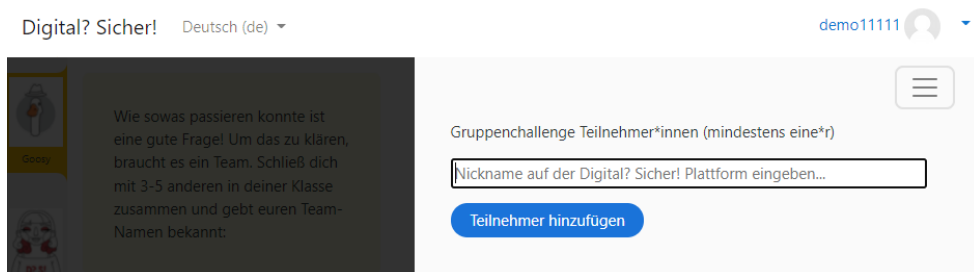 Digital? Sicher! Deutsch (de)
demo11111
Goosy
Wie sowas passieren konnte ist
eine gute Frage! Um das zu klären,
braucht es ein Team. Schließ dich
mit 3-5 anderen in deiner Klasse
zusammen und gebt euren Team-
Namen bekannt:
Gruppenchallenge Teilnehmer*innen (mindestens eine*r)
Nickname auf der Digital? Sicher! Plattform eingeben...
Teilnehmer hinzufügen